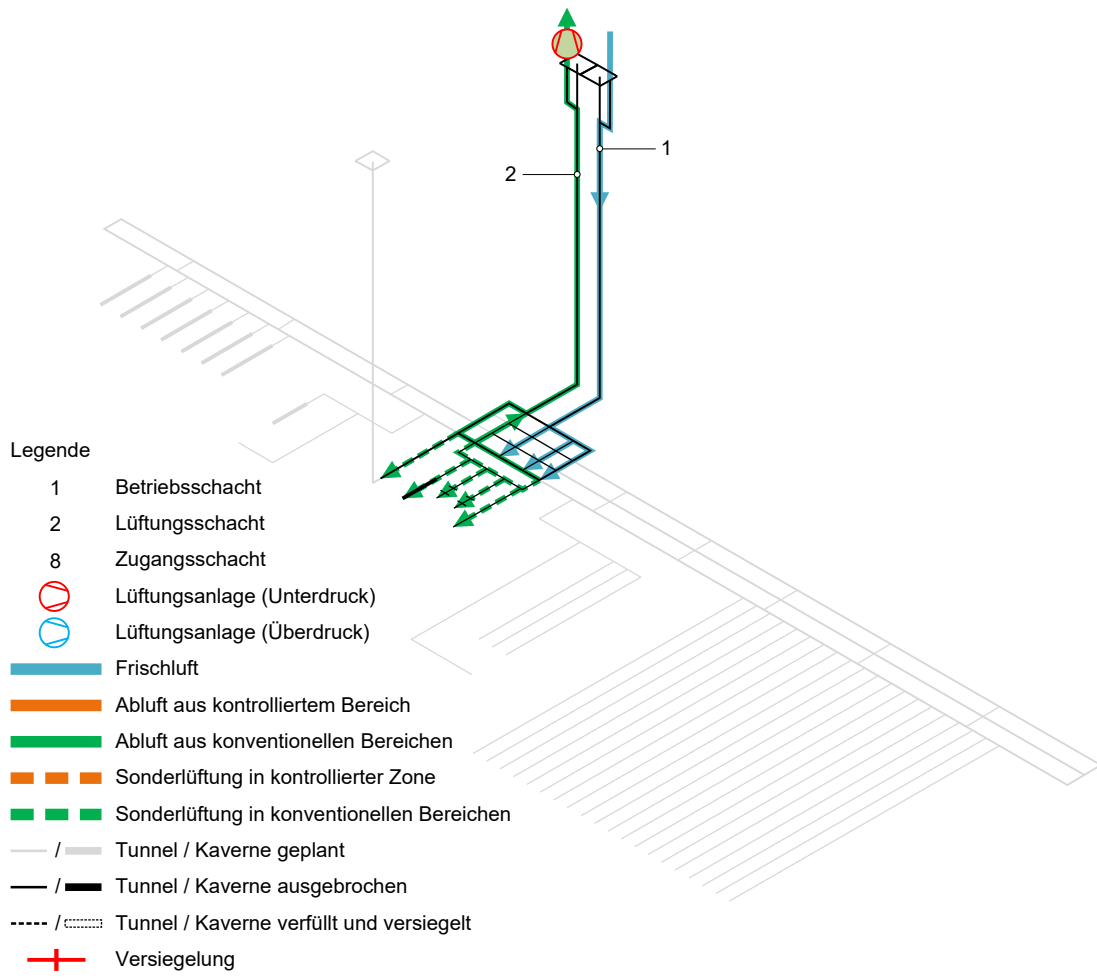 1
2
Legende
1 Betriebsschacht
2 Lüftungsschacht
8 Zugangsschacht
Lüftungsanlage (Unterdruck)
Lüftungsanlage (Überdruck)
Frischluft
Abluft aus kontrolliertem Bereich
Abluft aus konventionellen Bereichen
Sonderlüftung in kontrollierter Zone
Sonderlüftung in konventionellen Bereichen
/ Tunnel / Kaverne geplant
/ Tunnel / Kaverne ausgebrochen
/ Tunnel / Kaverne verfüllt und versiegelt
Versiegelung